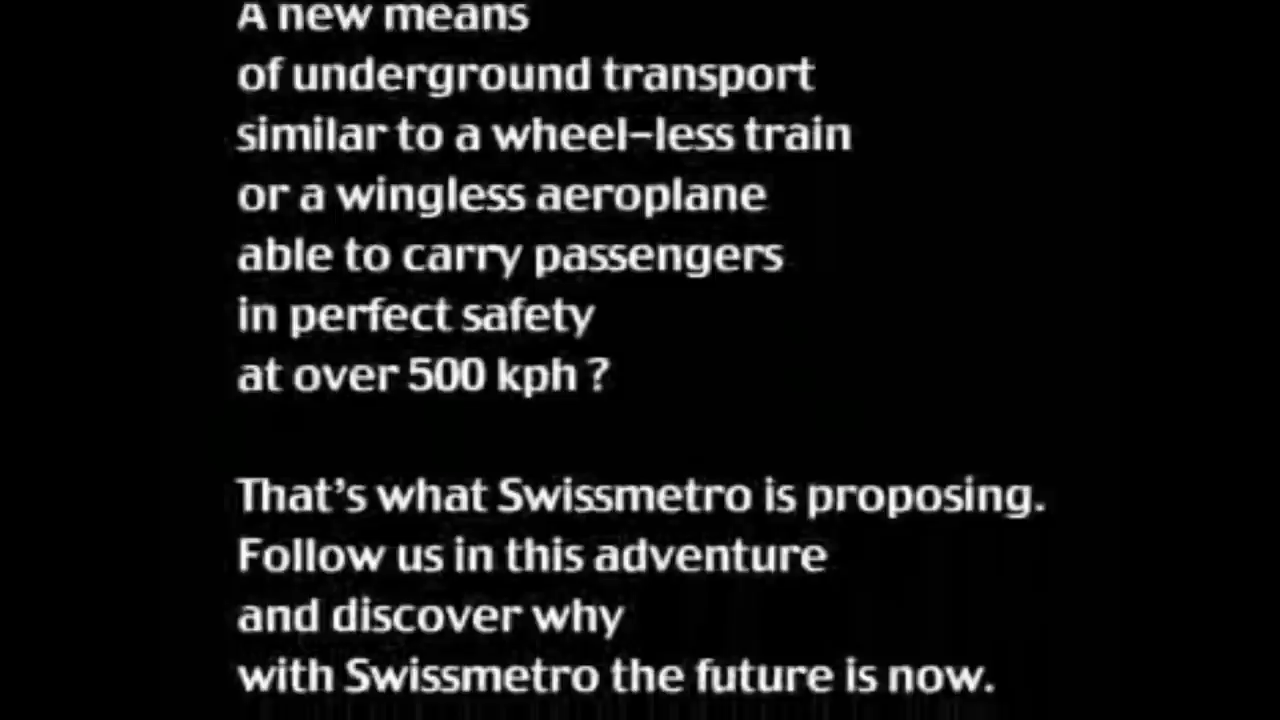 A new means
of underground transport
similar to a wheel-less train
or a wingless aeroplane
able to carry passengers
in perfect safety
at over 500 kph ?
That's what Swissmetro is proposing.
Follow us in this adventure
and discover why
with Swissmetro the future is now.